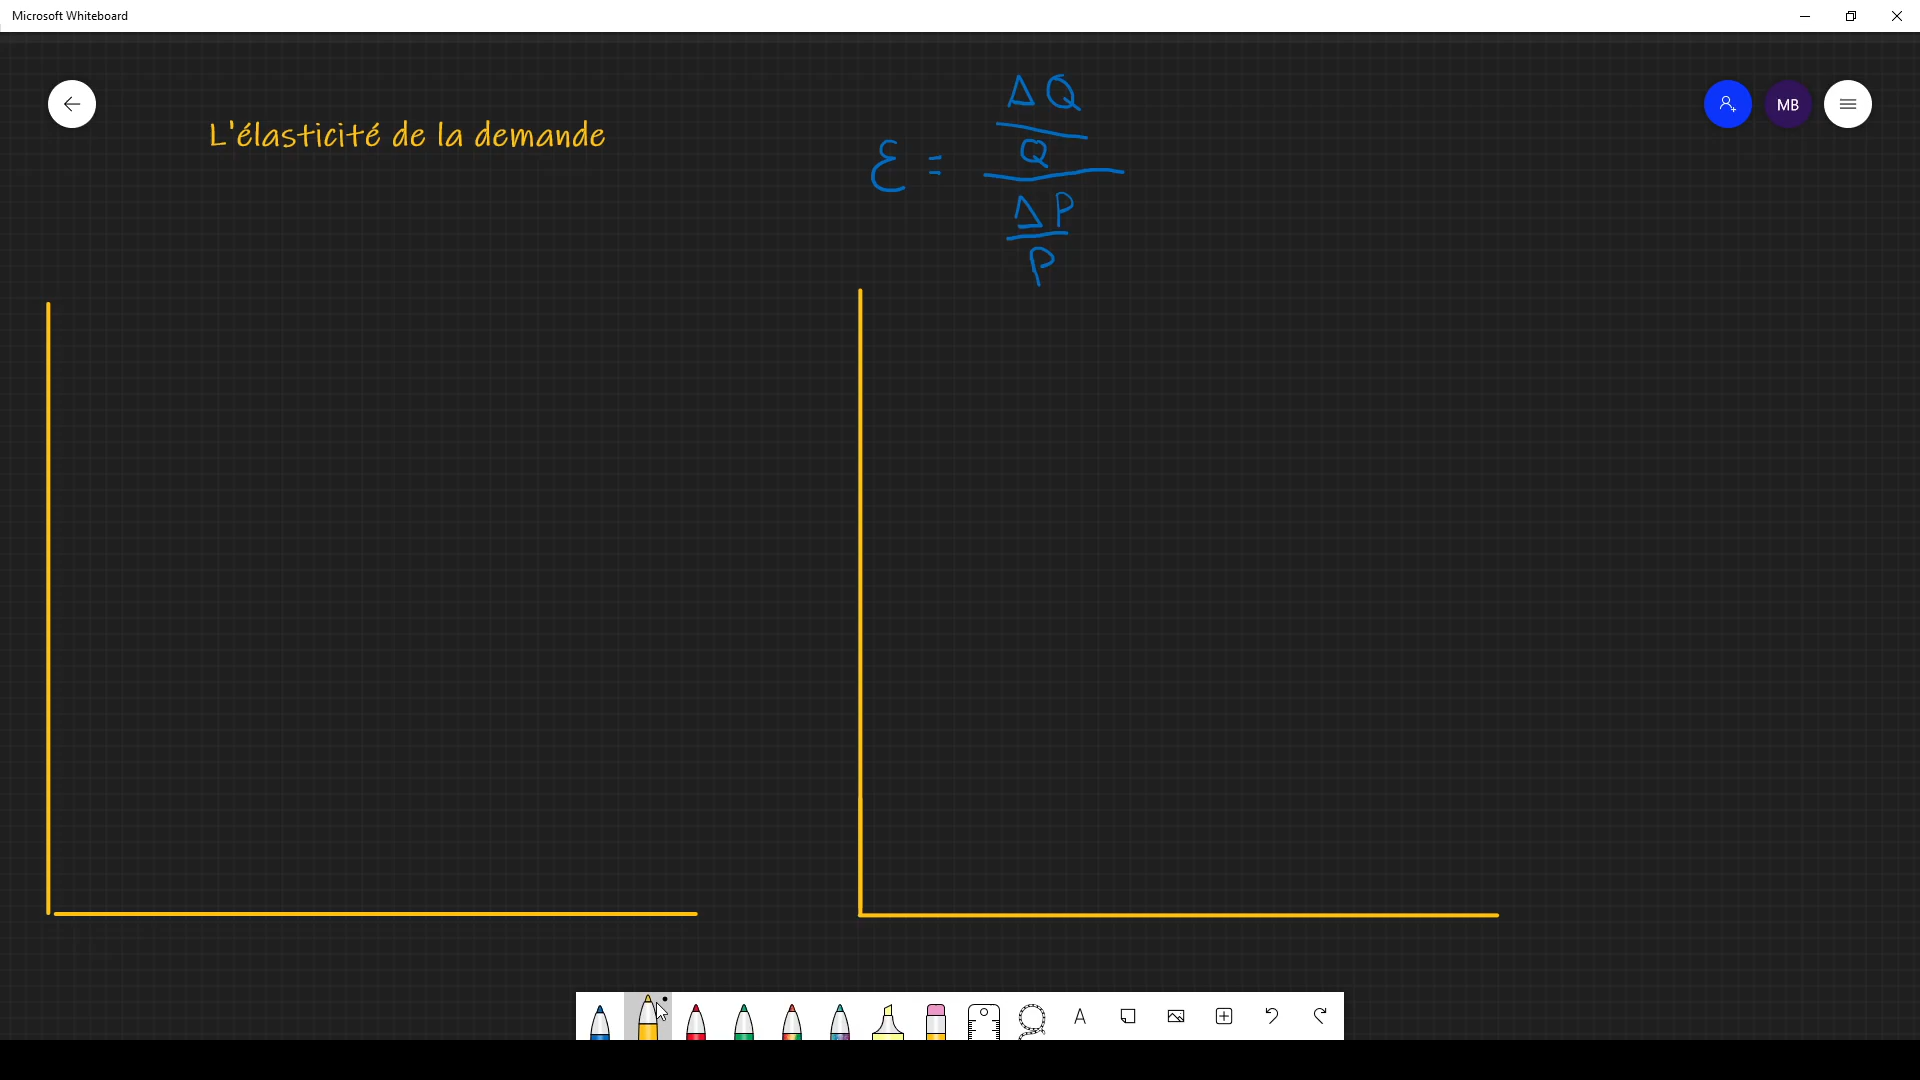 Microsoft Whiteboard
L'élasticité de la demande
MB
ΔQ
Q
ε =
ΔP
P